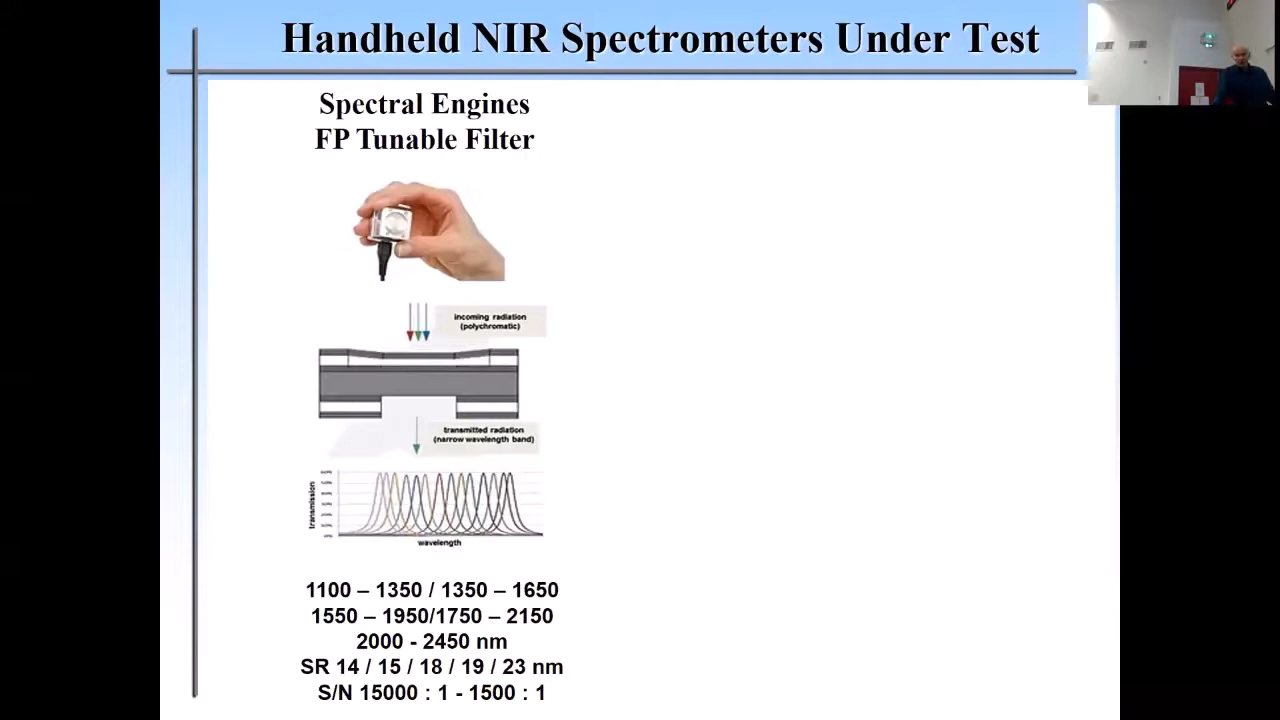 Handheld NIR Spectrometers Under Test
Spectral Engines
FP Tunable Filter
incoming radiation
(polychromatic)
transmitted radiation
(narrow wavelength band)
transmission
wavelength
1100 – 1350 / 1350 – 1650
1550 – 1950/1750 – 2150
2000 - 2450 nm
SR 14 / 15 / 18 / 19 / 23 nm
S/N 15000 : 1 - 1500 : 1